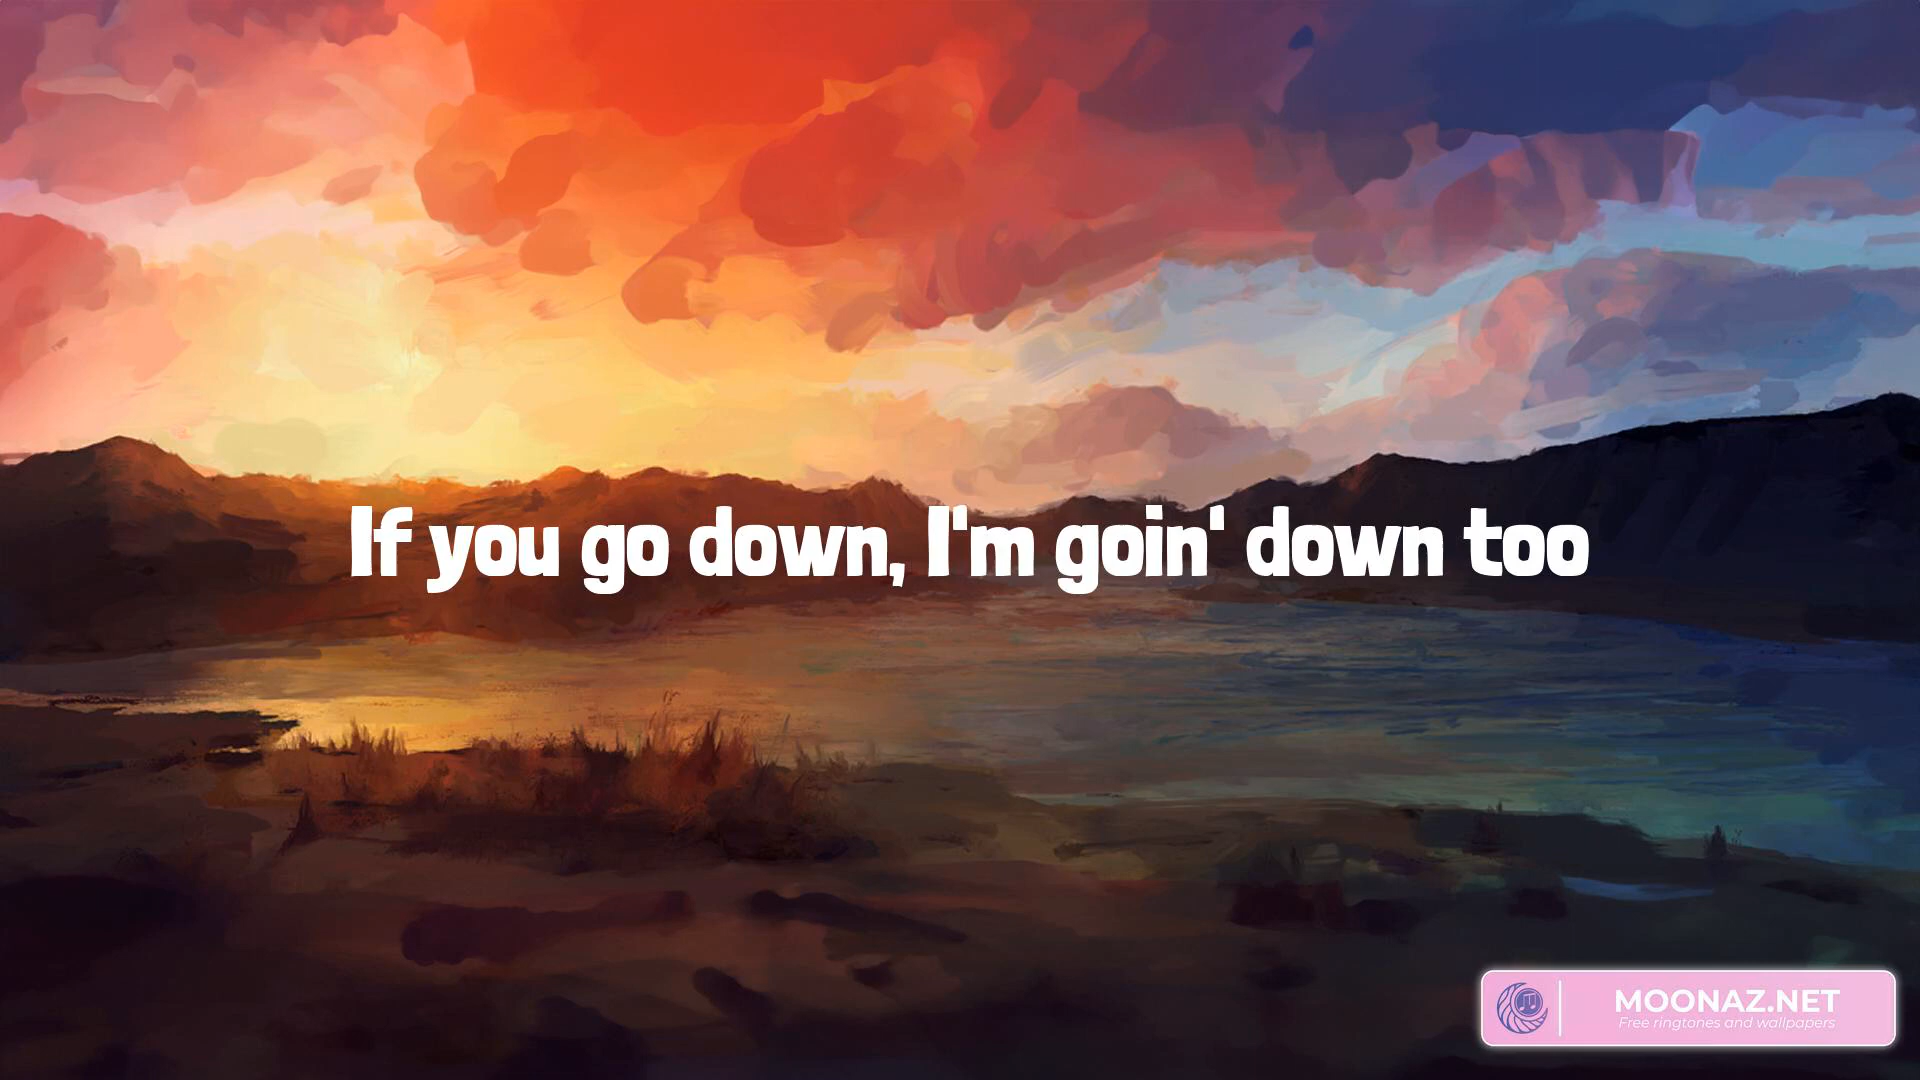 If you go down, I'm goin' down too
MOONAZ.NET
Free ringtones and wallpapers